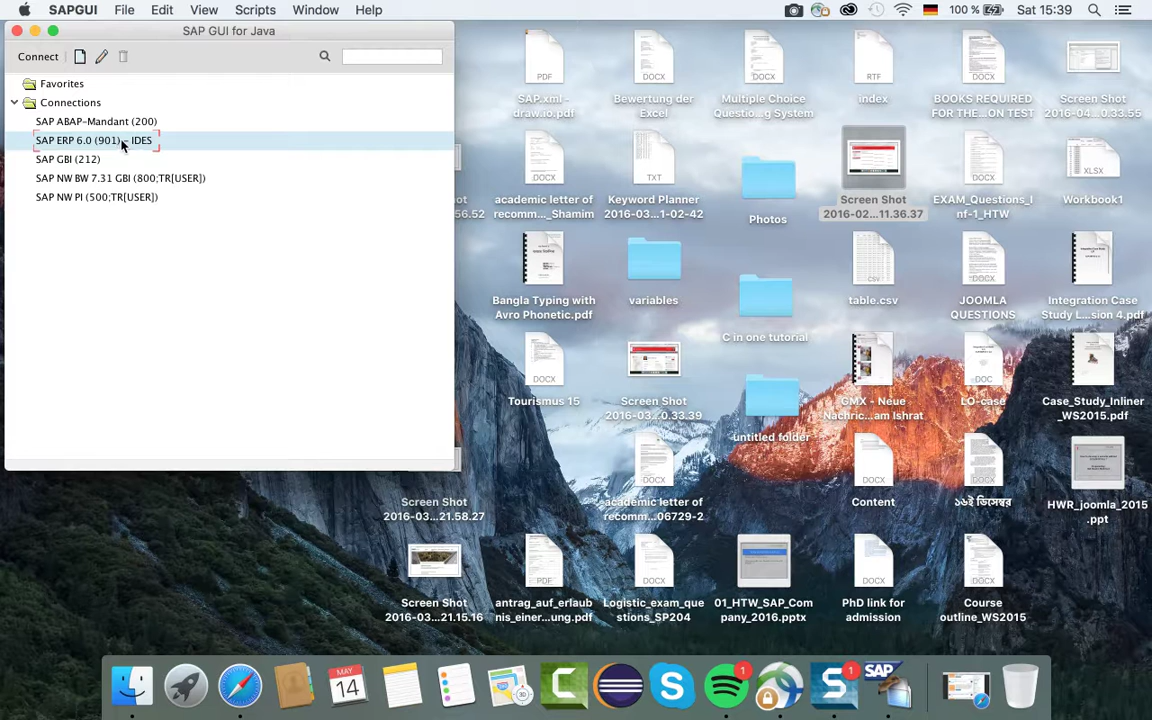 SAPGUI File Edit View Scripts Window Help
100 % Sat 15:39
SAP GUI for Java
Connect
Favorites
Connections
SAP ABAP-Mandant (200)
SAP ERP 6.0 (901) - IDES
SAP GBI (212)
SAP NW BW 7.31 GBI (800;TR[USER])
SAP NW PI (500;TR[USER])
PDF
DOCX
DOCX
RTF
DOCX
SAP.xml -
draw.io.pdf
Bewertung der
Excel
Multiple Choice
Questio...g System
index
BOOKS REQUIRED
FOR THE...ON TEST
Screen Shot
2016-04...0.33.55
DOCX
TXT
DOCX
XLSX
56.52
academic letter of
recomm..._Shamim
Keyword Planner
2016-03...1-02-42
Photos
Screen Shot
2016-02...11.36.37
EXAM_Questions_I
nf-1_HTW
Workbook1
CSV
DOCX
Bangla Typing with
Avro Phonetic.pdf
variables
C in one tutorial
table.csv
JOOMLA
QUESTIONS
Integration Case
Study I...sion 4.pdf
DOCX
DOC
Tourismus 15
Screen Shot
2016-03...0.33.39
untitled folder
GMX - Neue
Nachric...am Ishrat
LO-case
Case_Study_Inliner
_WS2015.pdf
DOCX
DOCX
DOCX
Screen Shot
2016-03...21.58.27
academic letter of
recomm...06729-2
Content
১৬ই ডিসেম্বর
HWR_joomla_2015
.ppt
PDF
DOCX
DOCX
DOCX
Screen Shot
2016-03...21.15.16
antrag_auf_erlaub
nis_einer...ung.pdf
Logistic_exam_que
stions_SP204
01_HTW_SAP_Com
pany_2016.pptx
PhD link for
admission
Course
outline_WS2015
MAY
14
3D
C
S
1
S
1
SAP